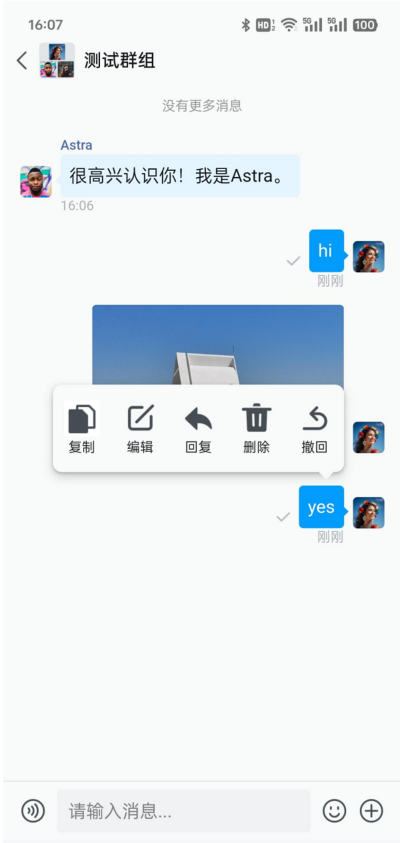 16:07
HD 5G 5G 100
测试群组
没有更多消息
Astra
很高兴认识你！我是Astra。
16:06
hi
刚刚
复制 编辑 回复 删除 撤回
yes
刚刚
请输入消息...